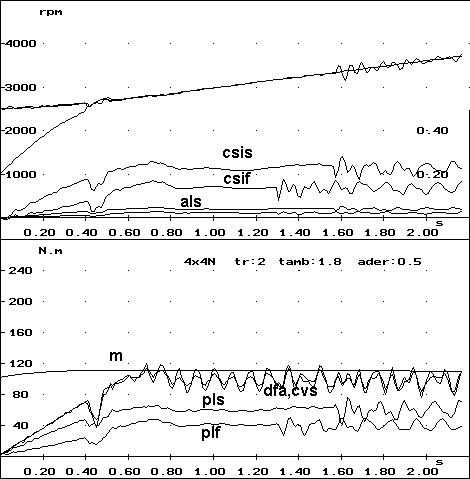 rpm
4000
3000
2000
0.40
csis
csif
1000
0.20
als
s
0.20 0.40 0.60 0.80 1.00 1.20 1.40 1.60 1.80 2.00
N.m
240
4x4N tr:2 tamb:1.8 ader:0.5
200
160
m
120
dfa,cvs
80
pls
40
plf
s
0.20 0.40 0.60 0.80 1.00 1.20 1.40 1.60 1.80 2.00